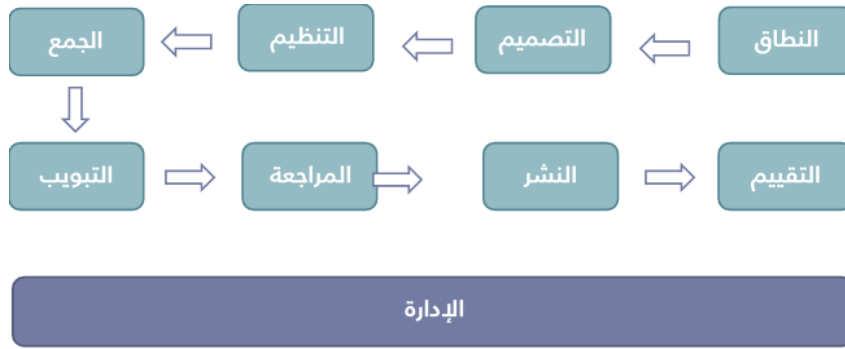 النطاق
التصميم
التنظيم
الجمع
التبويب
المراجعة
النشر
التقييم
الإدارة